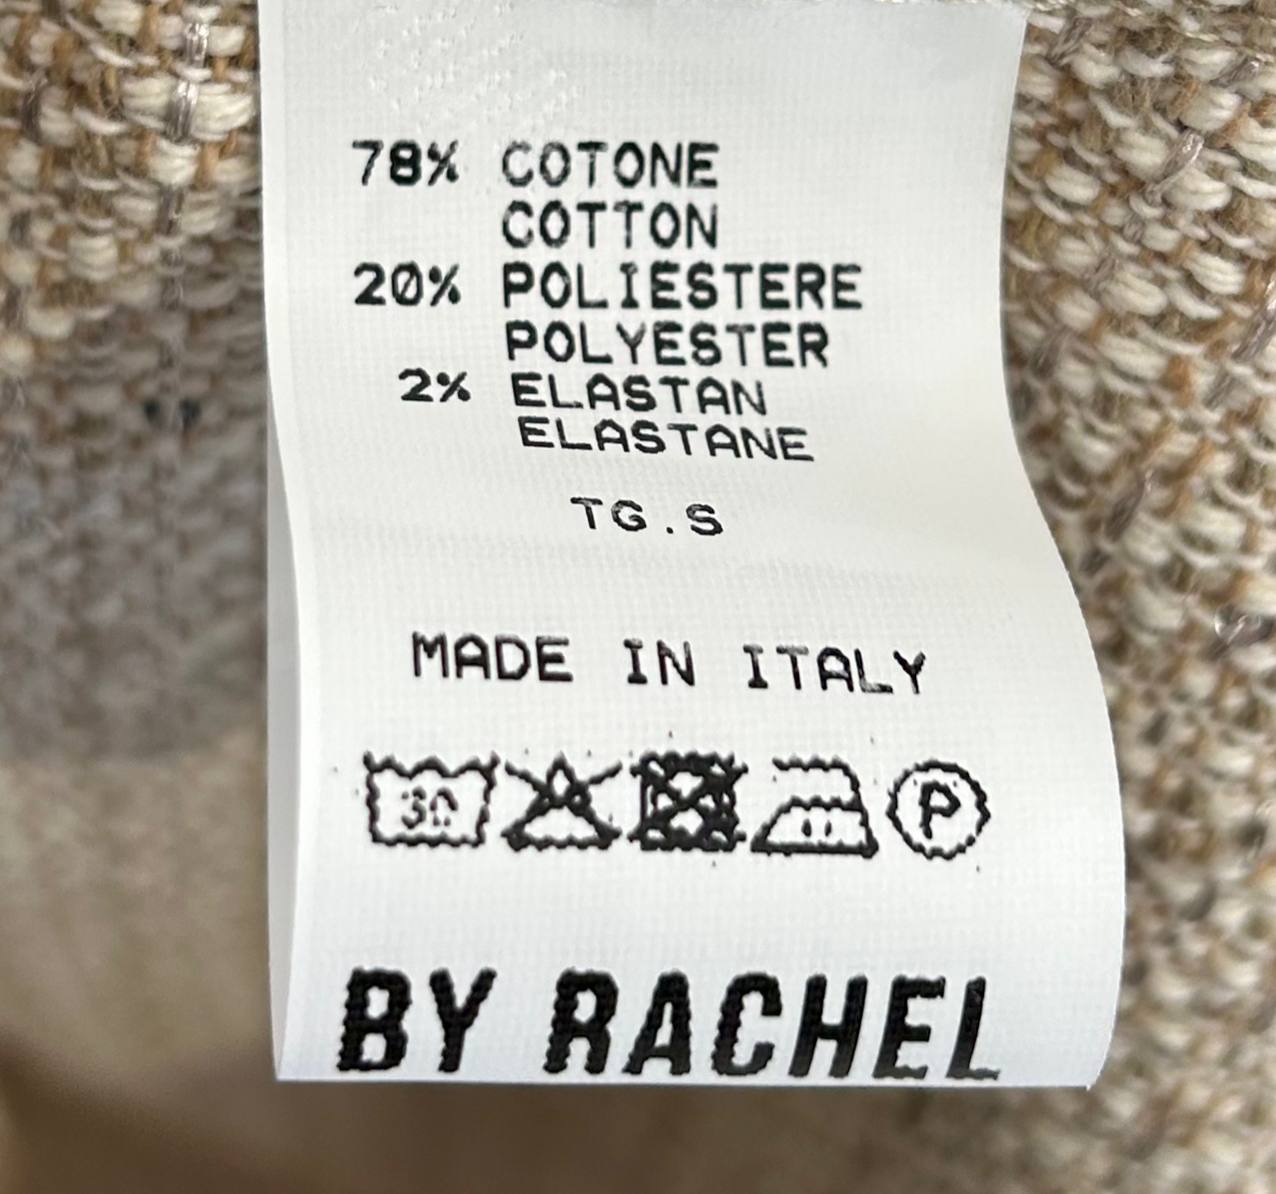 78% COTONE
COTTON
20% POLIESTERE
POLYESTER
2% ELASTAN
ELASTANE
TG.S
MADE IN ITALY
30 P
BY RACHEL